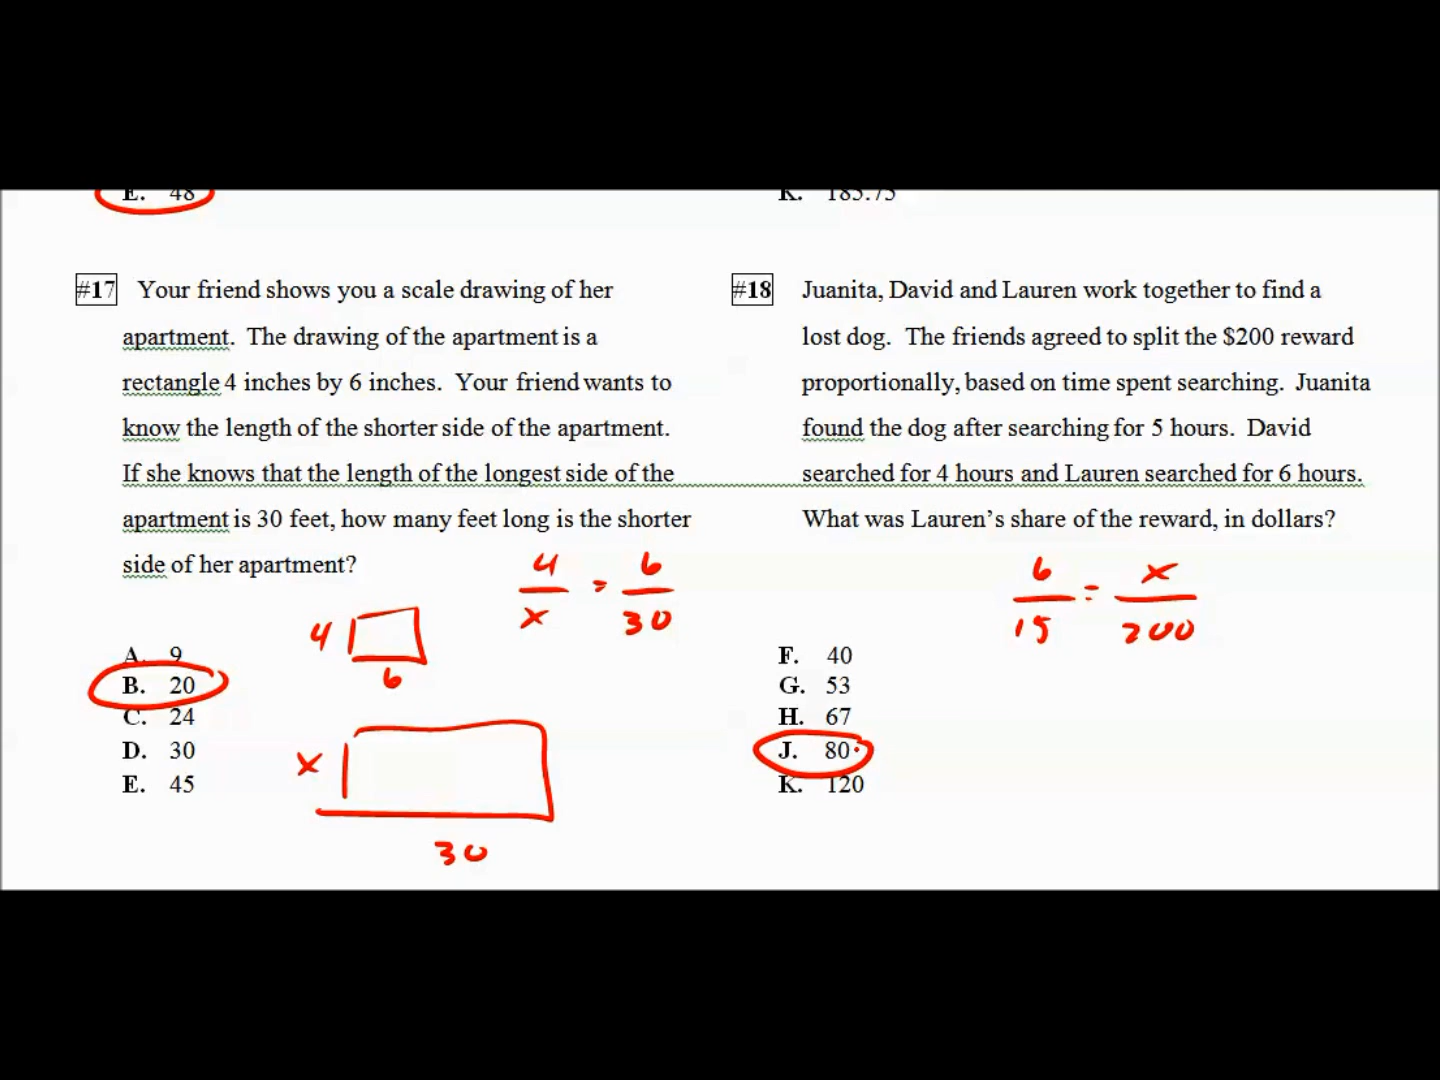 E. 48
K. 185.75
#17 Your friend shows you a scale drawing of her
apartment. The drawing of the apartment is a
rectangle 4 inches by 6 inches. Your friend wants to
know the length of the shorter side of the apartment.
If she knows that the length of the longest side of the
apartment is 30 feet, how many feet long is the shorter
side of her apartment?
4/x = 6/30
4
6
A. 9
B. 20
C. 24
D. 30
E. 45
x
30
#18 Juanita, David and Lauren work together to find a
lost dog. The friends agreed to split the $200 reward
proportionally, based on time spent searching. Juanita
found the dog after searching for 5 hours. David
searched for 4 hours and Lauren searched for 6 hours.
What was Lauren's share of the reward, in dollars?
6/15 = x/200
F. 40
G. 53
H. 67
J. 80
K. 120